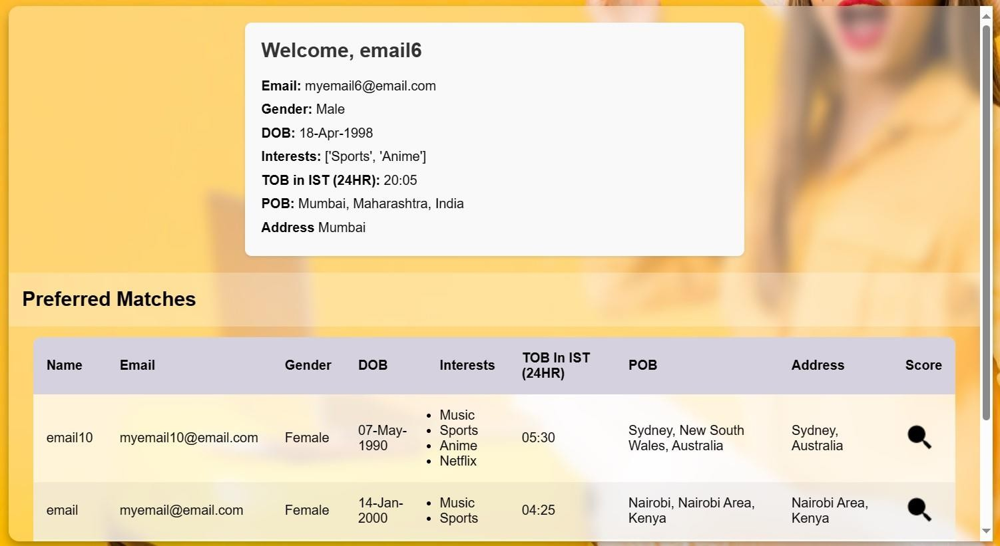 Welcome, email6
Email: myemail6@email.com
Gender: Male
DOB: 18-Apr-1998
Interests: ['Sports', 'Anime']
TOB in IST (24HR): 20:05
POB: Mumbai, Maharashtra, India
Address Mumbai
Preferred Matches
Name Email Gender DOB Interests TOB In IST (24HR) POB Address Score
email10 myemail10@email.com Female 07-May-1990
• Music
• Sports
• Anime
• Netflix
05:30 Sydney, New South Wales, Australia Sydney, Australia
email myemail@email.com Female 14-Jan-2000
• Music
• Sports
04:25 Nairobi, Nairobi Area, Kenya Nairobi Area, Kenya